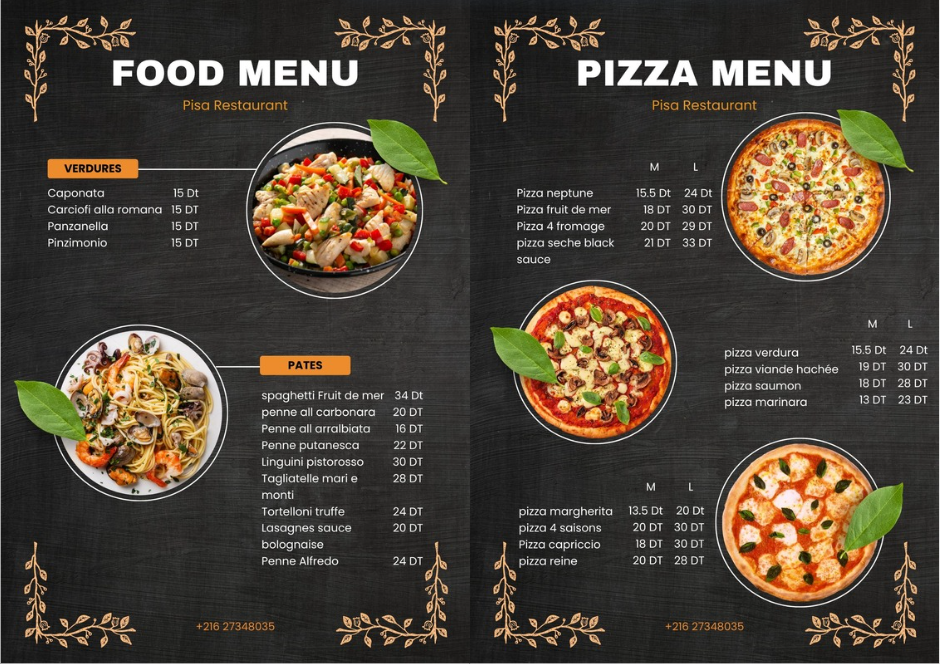 FOOD MENU
Pisa Restaurant
VERDURES
Caponata 15 Dt
Carciofi alla romana 15 DT
Panzanella 15 DT
Pinzimonio 15 DT
PATES
spaghetti Fruit de mer 34 Dt
penne all carbonara 20 DT
Penne all arralbiata 16 DT
Penne putanesca 22 DT
Linguini pistorosso 30 DT
Tagliatelle mari e 28 DT
monti
Tortelloni truffe 24 DT
Lasagnes sauce 20 DT
bolognaise
Penne Alfredo 24 DT
+216 27348035
PIZZA MENU
Pisa Restaurant
M L
Pizza neptune 15.5 Dt 24 Dt
Pizza fruit de mer 18 DT 30 DT
Pizza 4 fromage 20 DT 29 DT
pizza seche black 21 DT 33 DT
sauce
M L
pizza verdura 15.5 Dt 24 Dt
pizza viande hachée 19 DT 30 DT
pizza saumon 18 DT 28 DT
pizza marinara 13 DT 23 DT
M L
pizza margherita 13.5 Dt 20 Dt
pizza 4 saisons 20 DT 30 DT
Pizza capriccio 18 DT 30 DT
pizza reine 20 DT 28 DT
+216 27348035